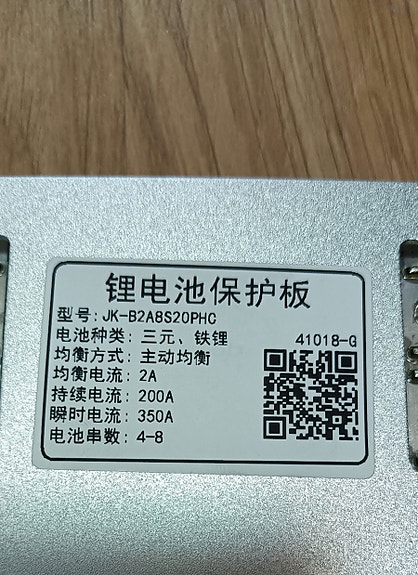 锂电池保护板
型号: JK-B2A8S20PHC
电池种类: 三元、铁锂
41018-G
均衡方式: 主动均衡
均衡电流: 2A
持续电流: 200A
瞬时电流: 350A
电池串数: 4-8